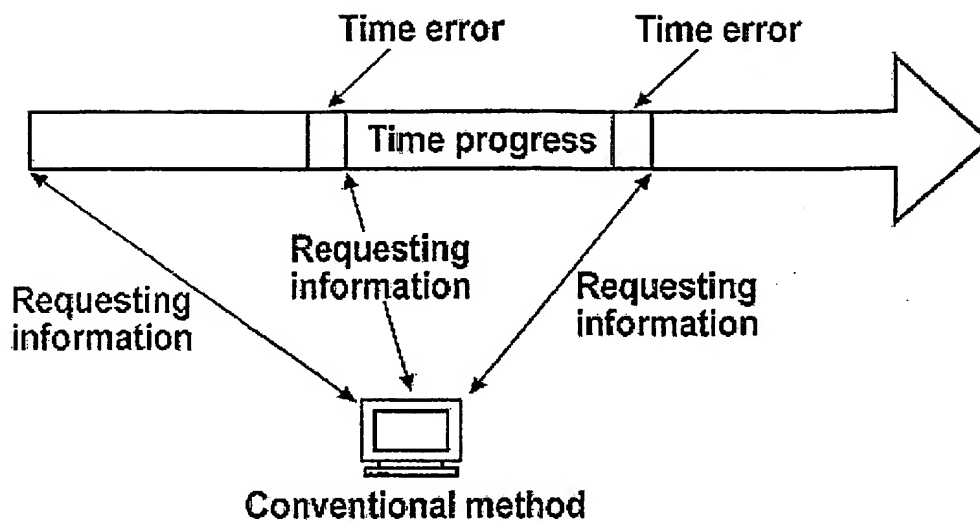 Time error
Time error
Time progress
Requesting
information
Requesting
information
Requesting
information
Conventional method